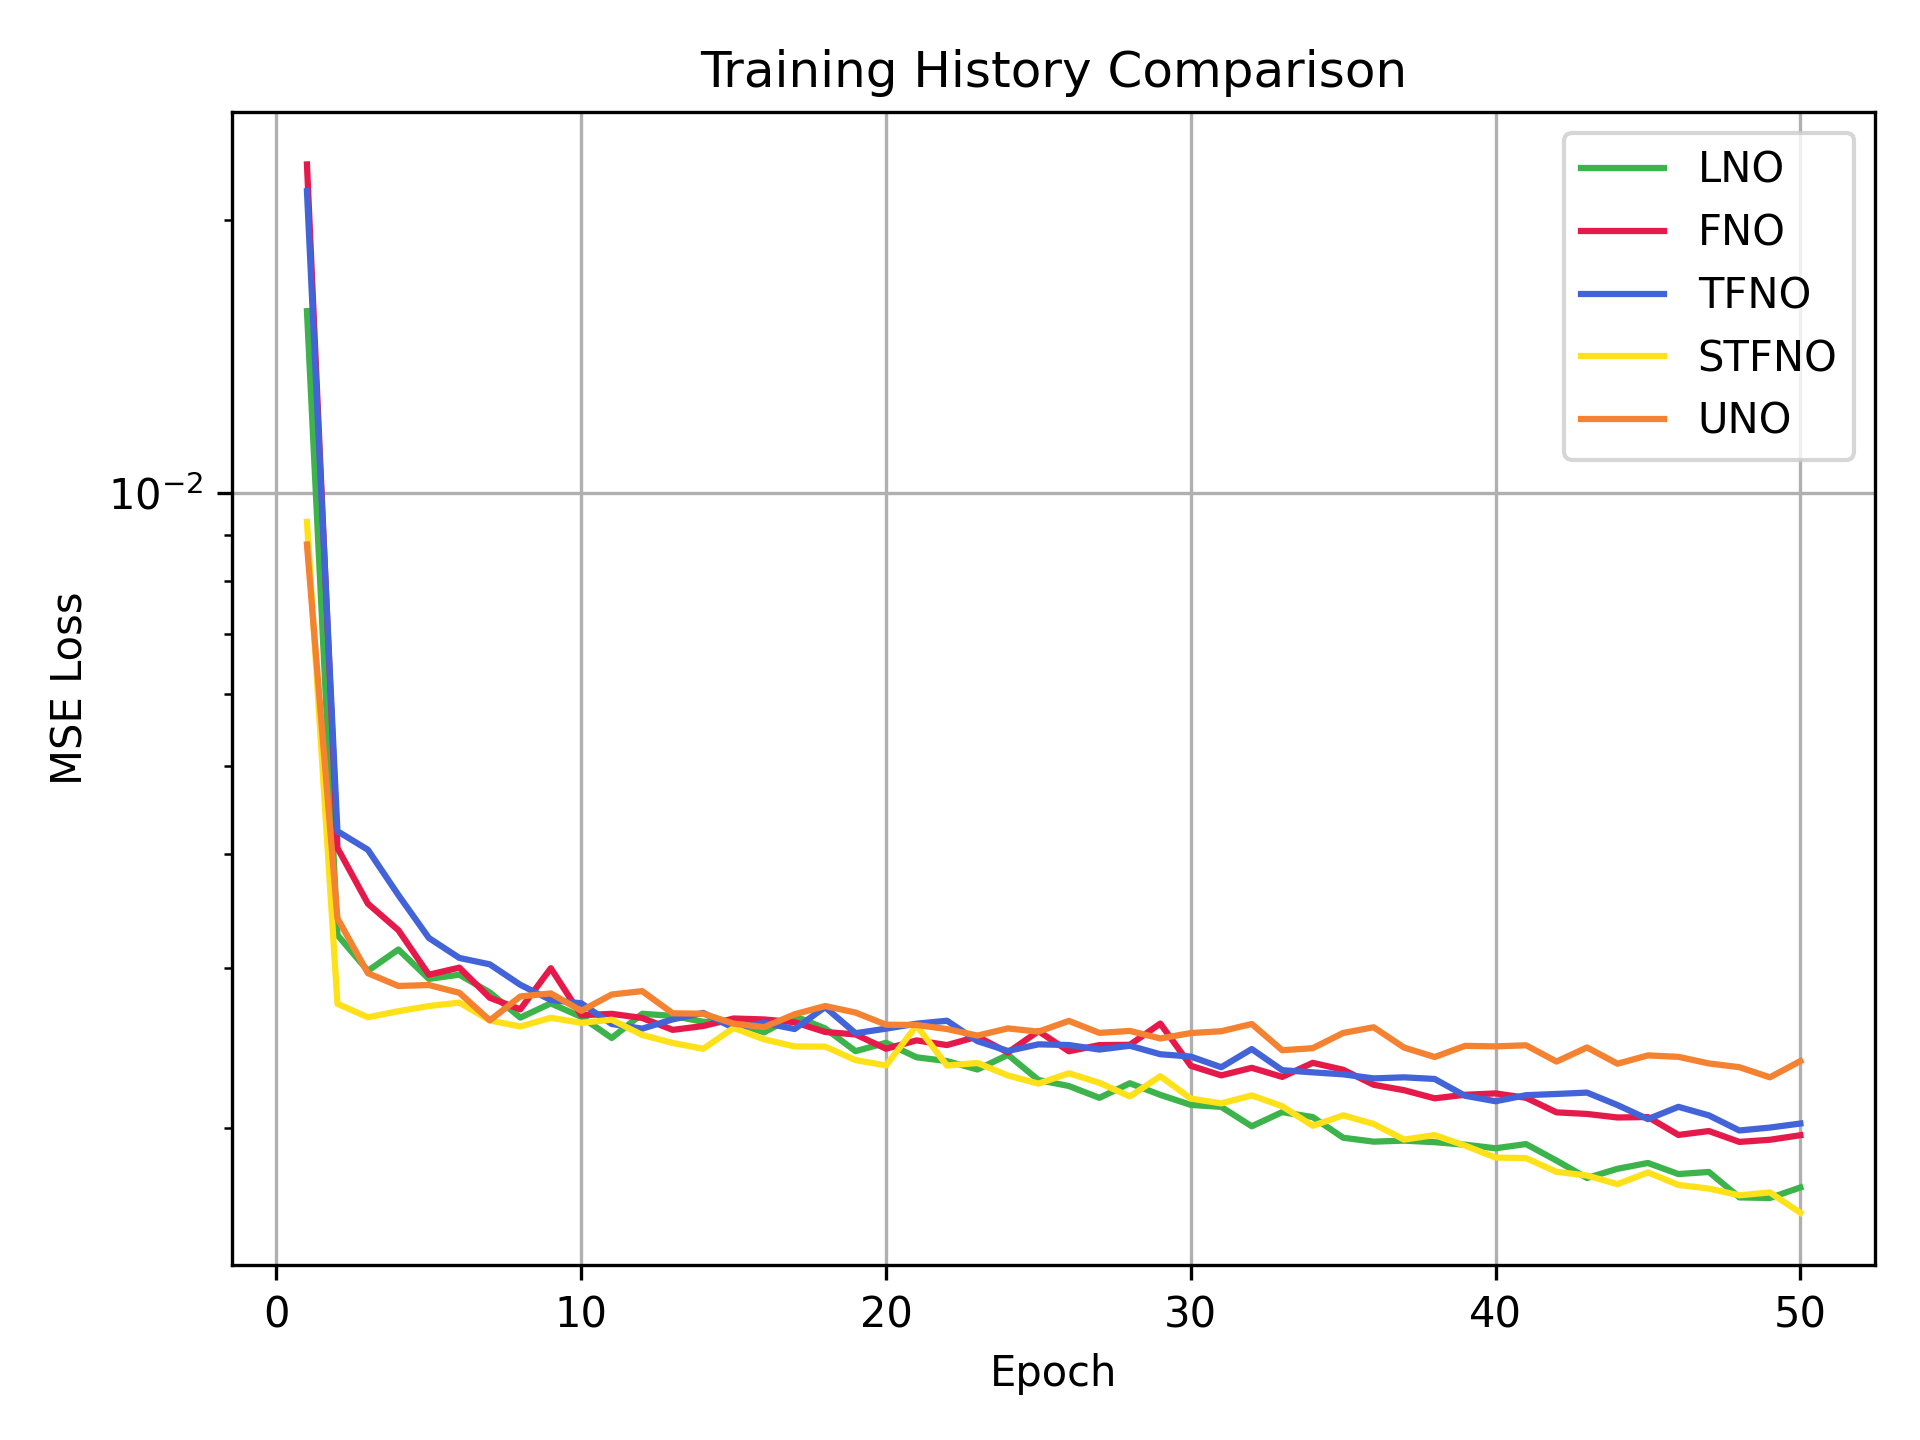 Training History Comparison
LNO
FNO
TFNO
STFNO
UNO
10⁻²
MSE Loss
0 10 20 30 40 50
Epoch